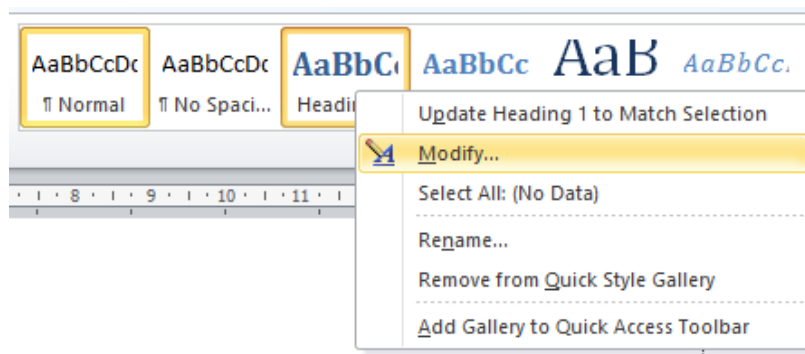 AaBbCcDc AaBbCcDc AaBbC AaBbCc AaB AaBbCc.
¶ Normal ¶ No Spaci... Headi
Update Heading 1 to Match Selection
Modify...
Select All: (No Data)
Rename...
Remove from Quick Style Gallery
Add Gallery to Quick Access Toolbar
8 9 10 11